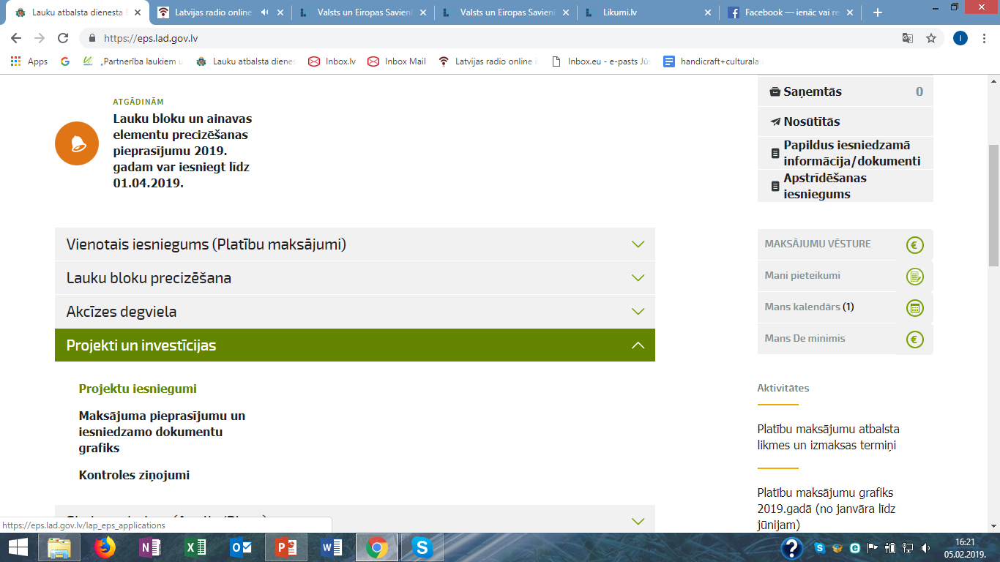 Lauku atbalsta dienesta E
Latvijas radio online
Valsts un Eiropas Savieni
Valsts un Eiropas Savieni
Likumi.lv
Facebook — ienāc vai re
https://eps.lad.gov.lv
Apps
„Partnerība laukiem u
Lauku atbalsta diene
Inbox.lv
Inbox Mail
Latvijas radio online i
Inbox.eu - e-pasts Jūs
handicraft+culturala
ATGĀDINĀM
Lauku bloku un ainavas
elementu precizēšanas
pieprasījumu 2019.
gadam var iesniegt līdz
01.04.2019.
Vienotais iesniegums (Platību maksājumi)
Lauku bloku precizēšana
Akcīzes degviela
Projekti un investīcijas
Projektu iesniegumi
Maksājuma pieprasījumu un
iesniedzamo dokumentu
grafiks
Kontroles ziņojumi
Saņemtās 0
Nosūtītās
Papildus iesniedzamā
informācija/dokumenti
Apstrīdēšanas
iesniegums
MAKSĀJUMU VĒSTURE
Mani pieteikumi
Mans kalendārs (1)
Mans De minimis
Aktivitātes
Platību maksājumu atbalsta
likmes un izmaksas termiņi
Platību maksājumu grafiks
2019.gadā (no janvāra līdz
jūnijam)
https://eps.lad.gov.lv/lap_eps_applications
16:21
05.02.2019.